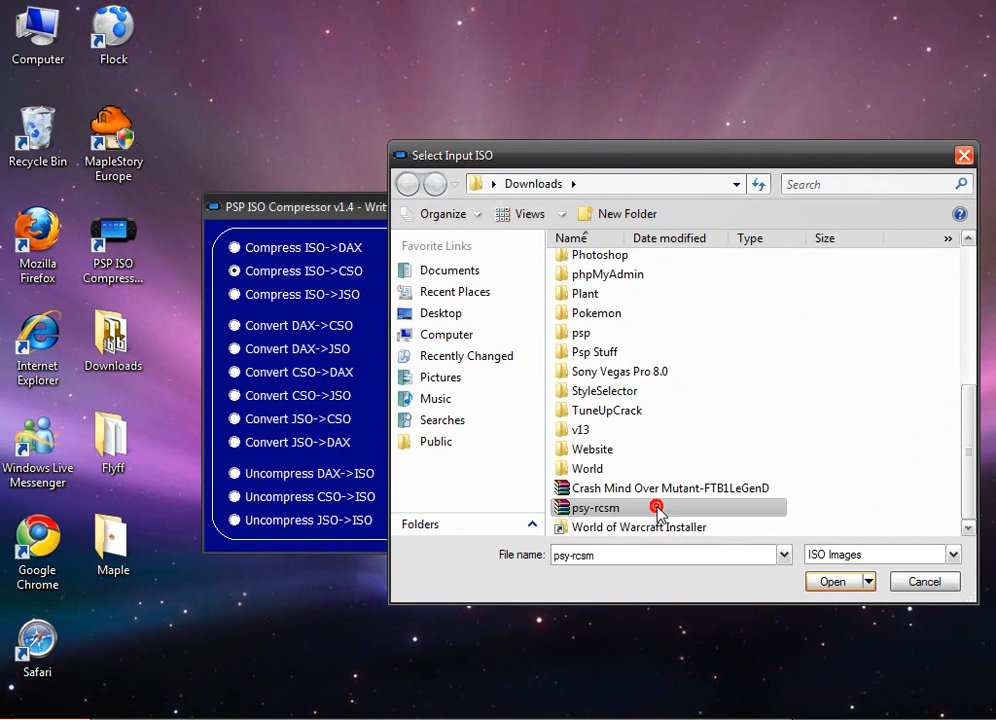 Computer
Flock
Recycle Bin
MapleStory
Europe
Mozilla
Firefox
PSP ISO
Compress...
Internet
Explorer
Downloads
Windows Live
Messenger
Flyff
Google
Chrome
Maple
Safari
PSP ISO Compressor v1.4 - Writ
Compress ISO->DAX
Compress ISO->CSO
Compress ISO->JSO
Convert DAX->CSO
Convert DAX->JSO
Convert CSO->DAX
Convert CSO->JSO
Convert JSO->CSO
Convert JSO->DAX
Uncompress DAX->ISO
Uncompress CSO->ISO
Uncompress JSO->ISO
Select Input ISO
Downloads
Search
Organize
Views
New Folder
Favorite Links
Documents
Recent Places
Desktop
Computer
Recently Changed
Pictures
Music
Searches
Public
Folders
Name
Date modified
Type
Size
Photoshop
phpMyAdmin
Plant
Pokemon
psp
Psp Stuff
Sony Vegas Pro 8.0
StyleSelector
TuneUpCrack
v13
Website
World
Crash Mind Over Mutant-FTB1LeGenD
psy-rcsm
World of Warcraft Installer
File name:
psy-rcsm
ISO Images
Open
Cancel